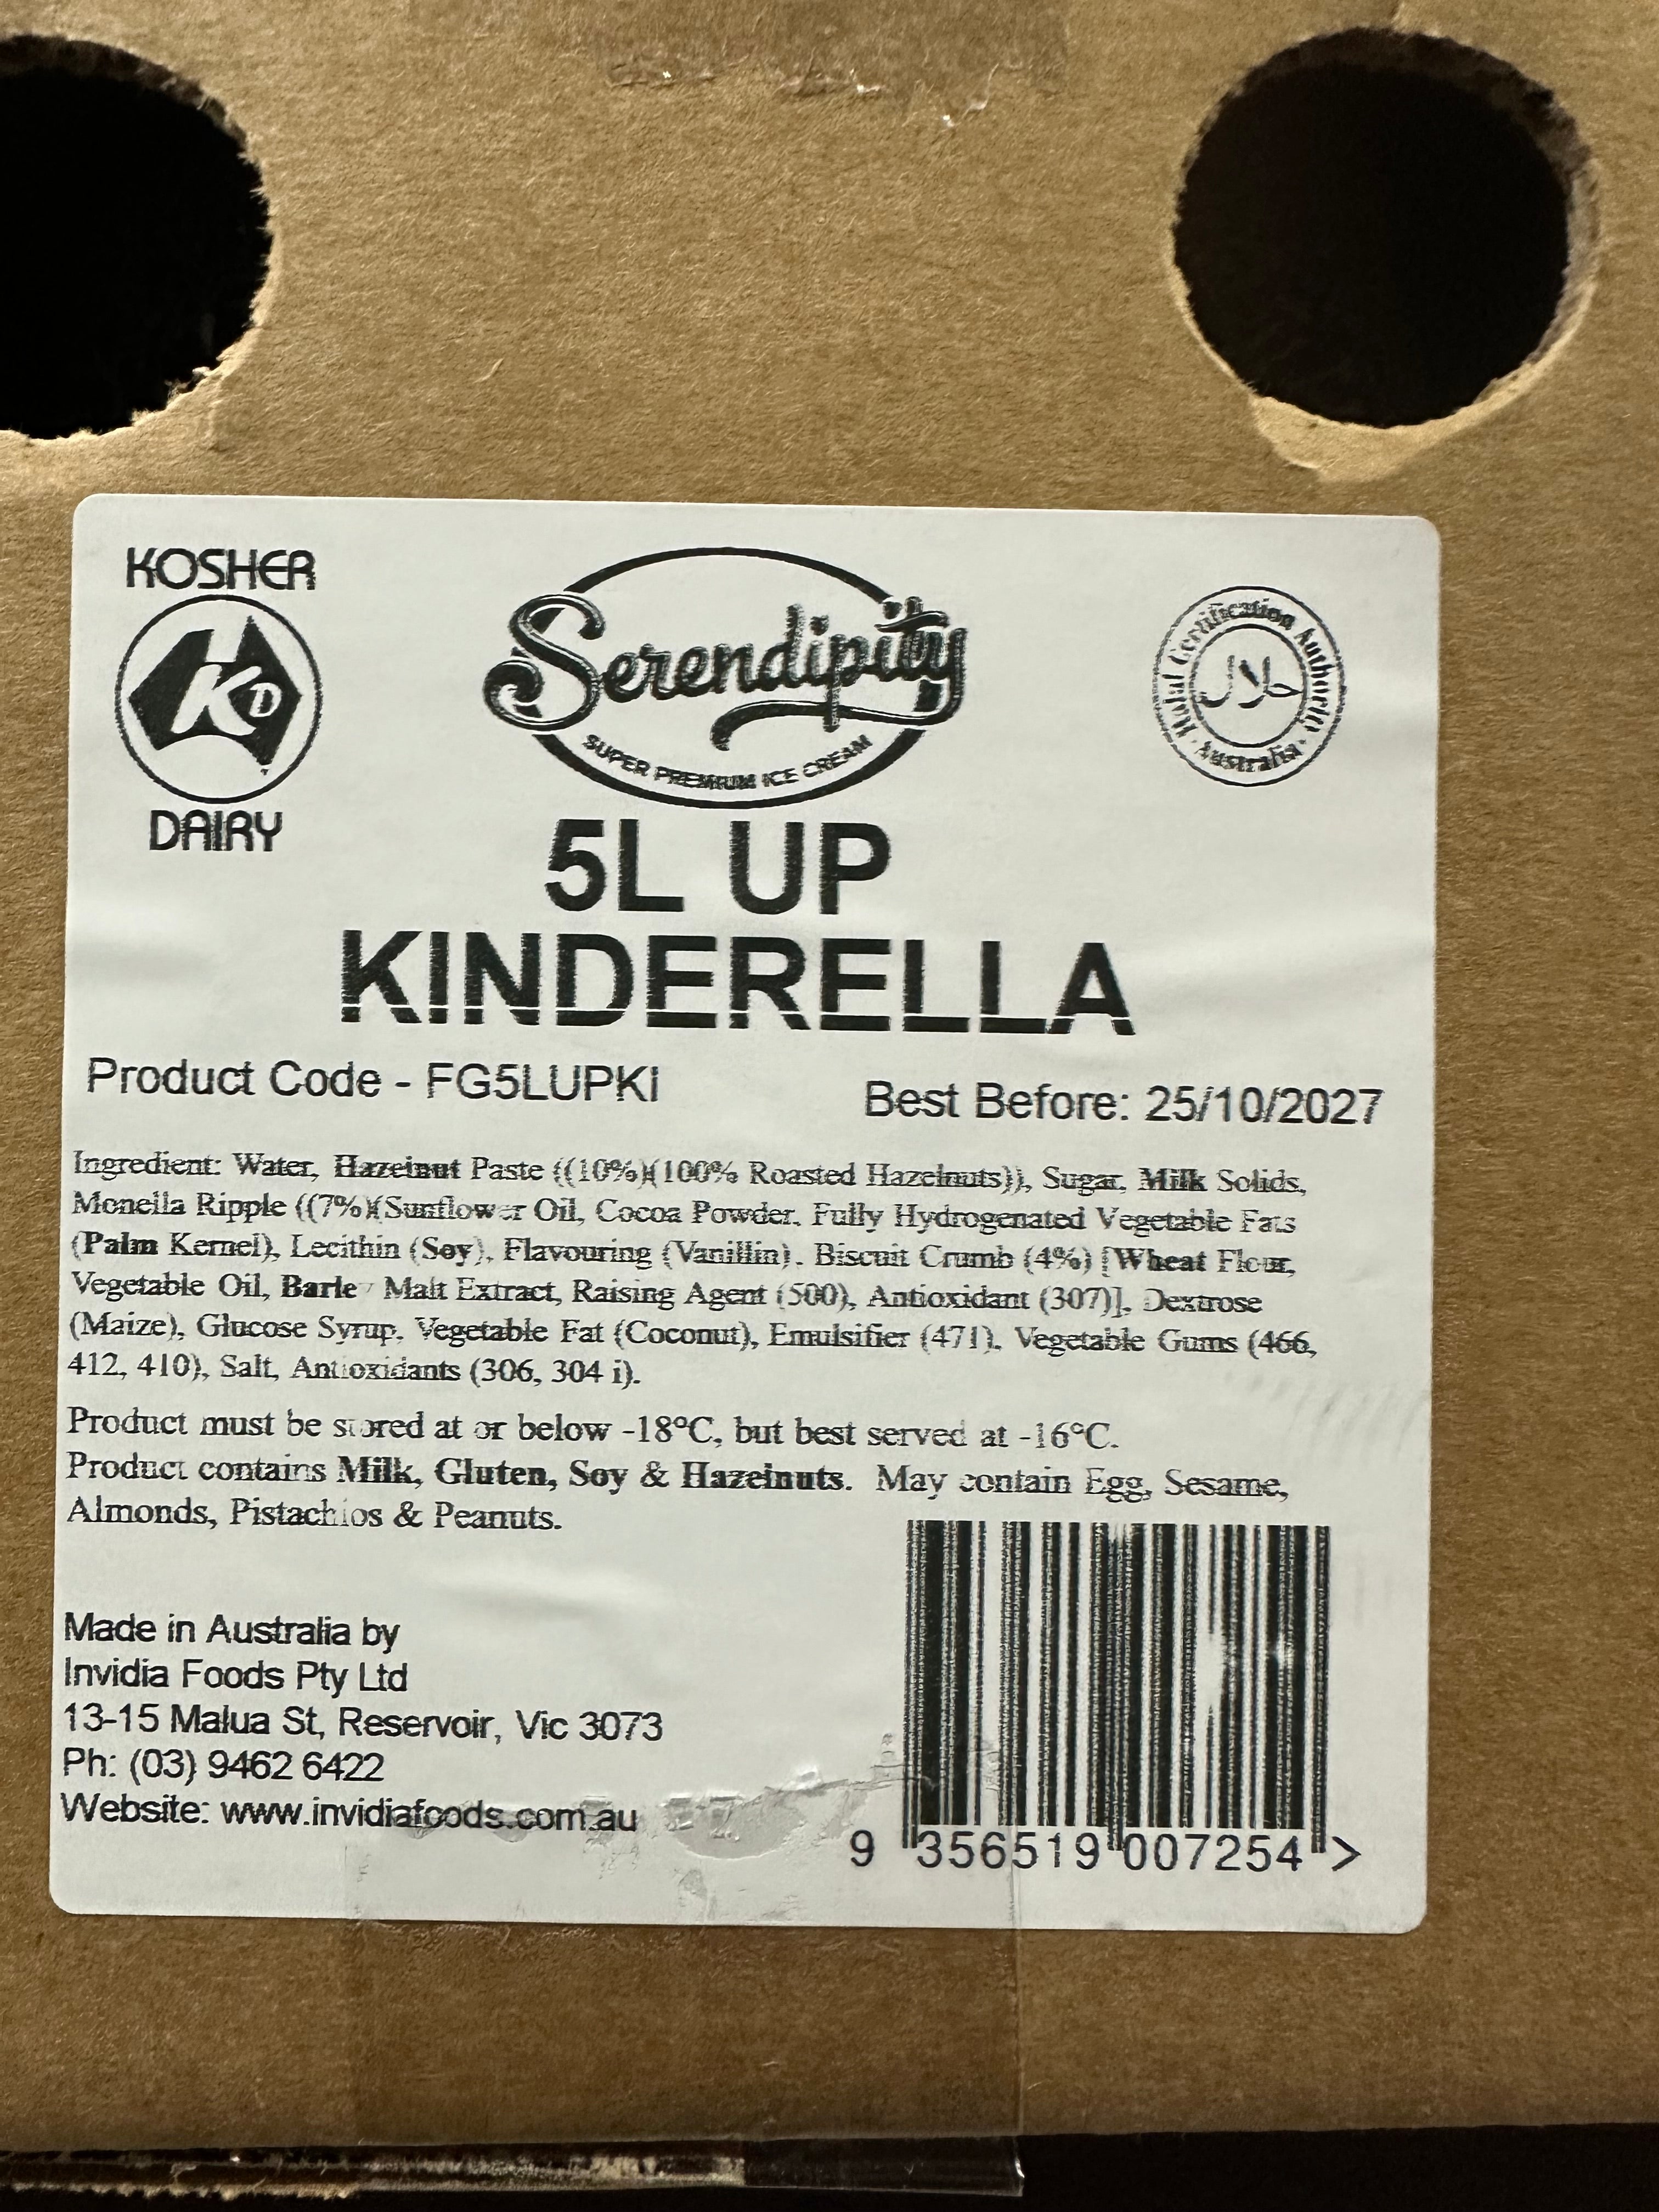 KOSHER
KD
DAIRY
Serendipity
SUPER PREMIUM ICE CREAM
Halal Certification Authority
حلال
· Australia ·
5L UP
KINDERELLA
Product Code - FG5LUPKI
Best Before: 25/10/2027
Ingredient: Water, Hazelnut Paste ((10%)(100% Roasted Hazelnuts)), Sugar, Milk Solids,
Monella Ripple ((7%)(Sunflower Oil, Cocoa Powder, Fully Hydrogenated Vegetable Fats
(Palm Kernel), Lecithin (Soy), Flavouring (Vanillin). Biscuit Crumb (4%) [Wheat Flour,
Vegetable Oil, Barley Malt Extract, Raising Agent (500), Antioxidant (307)], Dextrose
(Maize), Glucose Syrup, Vegetable Fat (Coconut), Emulsifier (471), Vegetable Gums (466,
412, 410), Salt, Antioxidants (306, 304 i).
Product must be stored at or below -18°C, but best served at -16°C.
Product contains Milk, Gluten, Soy & Hazelnuts. May contain Egg, Sesame,
Almonds, Pistachios & Peanuts.
Made in Australia by
Invidia Foods Pty Ltd
13-15 Malua St, Reservoir, Vic 3073
Ph: (03) 9462 6422
Website: www.invidiafoods.com.au
9 356519 007254 >